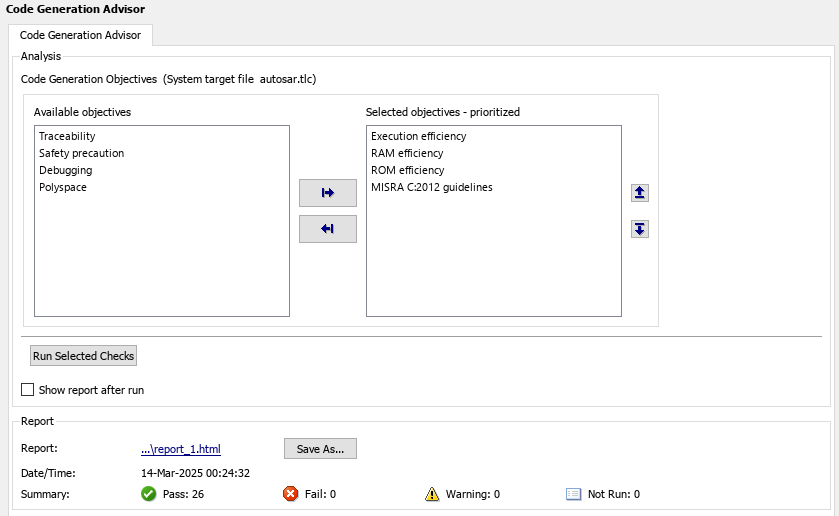 Code Generation Advisor
Code Generation Advisor
Analysis
Code Generation Objectives  (System target file  autosar.tlc)
Available objectives
Traceability
Safety precaution
Debugging
Polyspace
Selected objectives - prioritized
Execution efficiency
RAM efficiency
ROM efficiency
MISRA C:2012 guidelines
Run Selected Checks
Show report after run
Report
Report: ...\report_1.html Save As...
Date/Time: 14-Mar-2025 00:24:32
Summary: Pass: 26 Fail: 0 Warning: 0 Not Run: 0